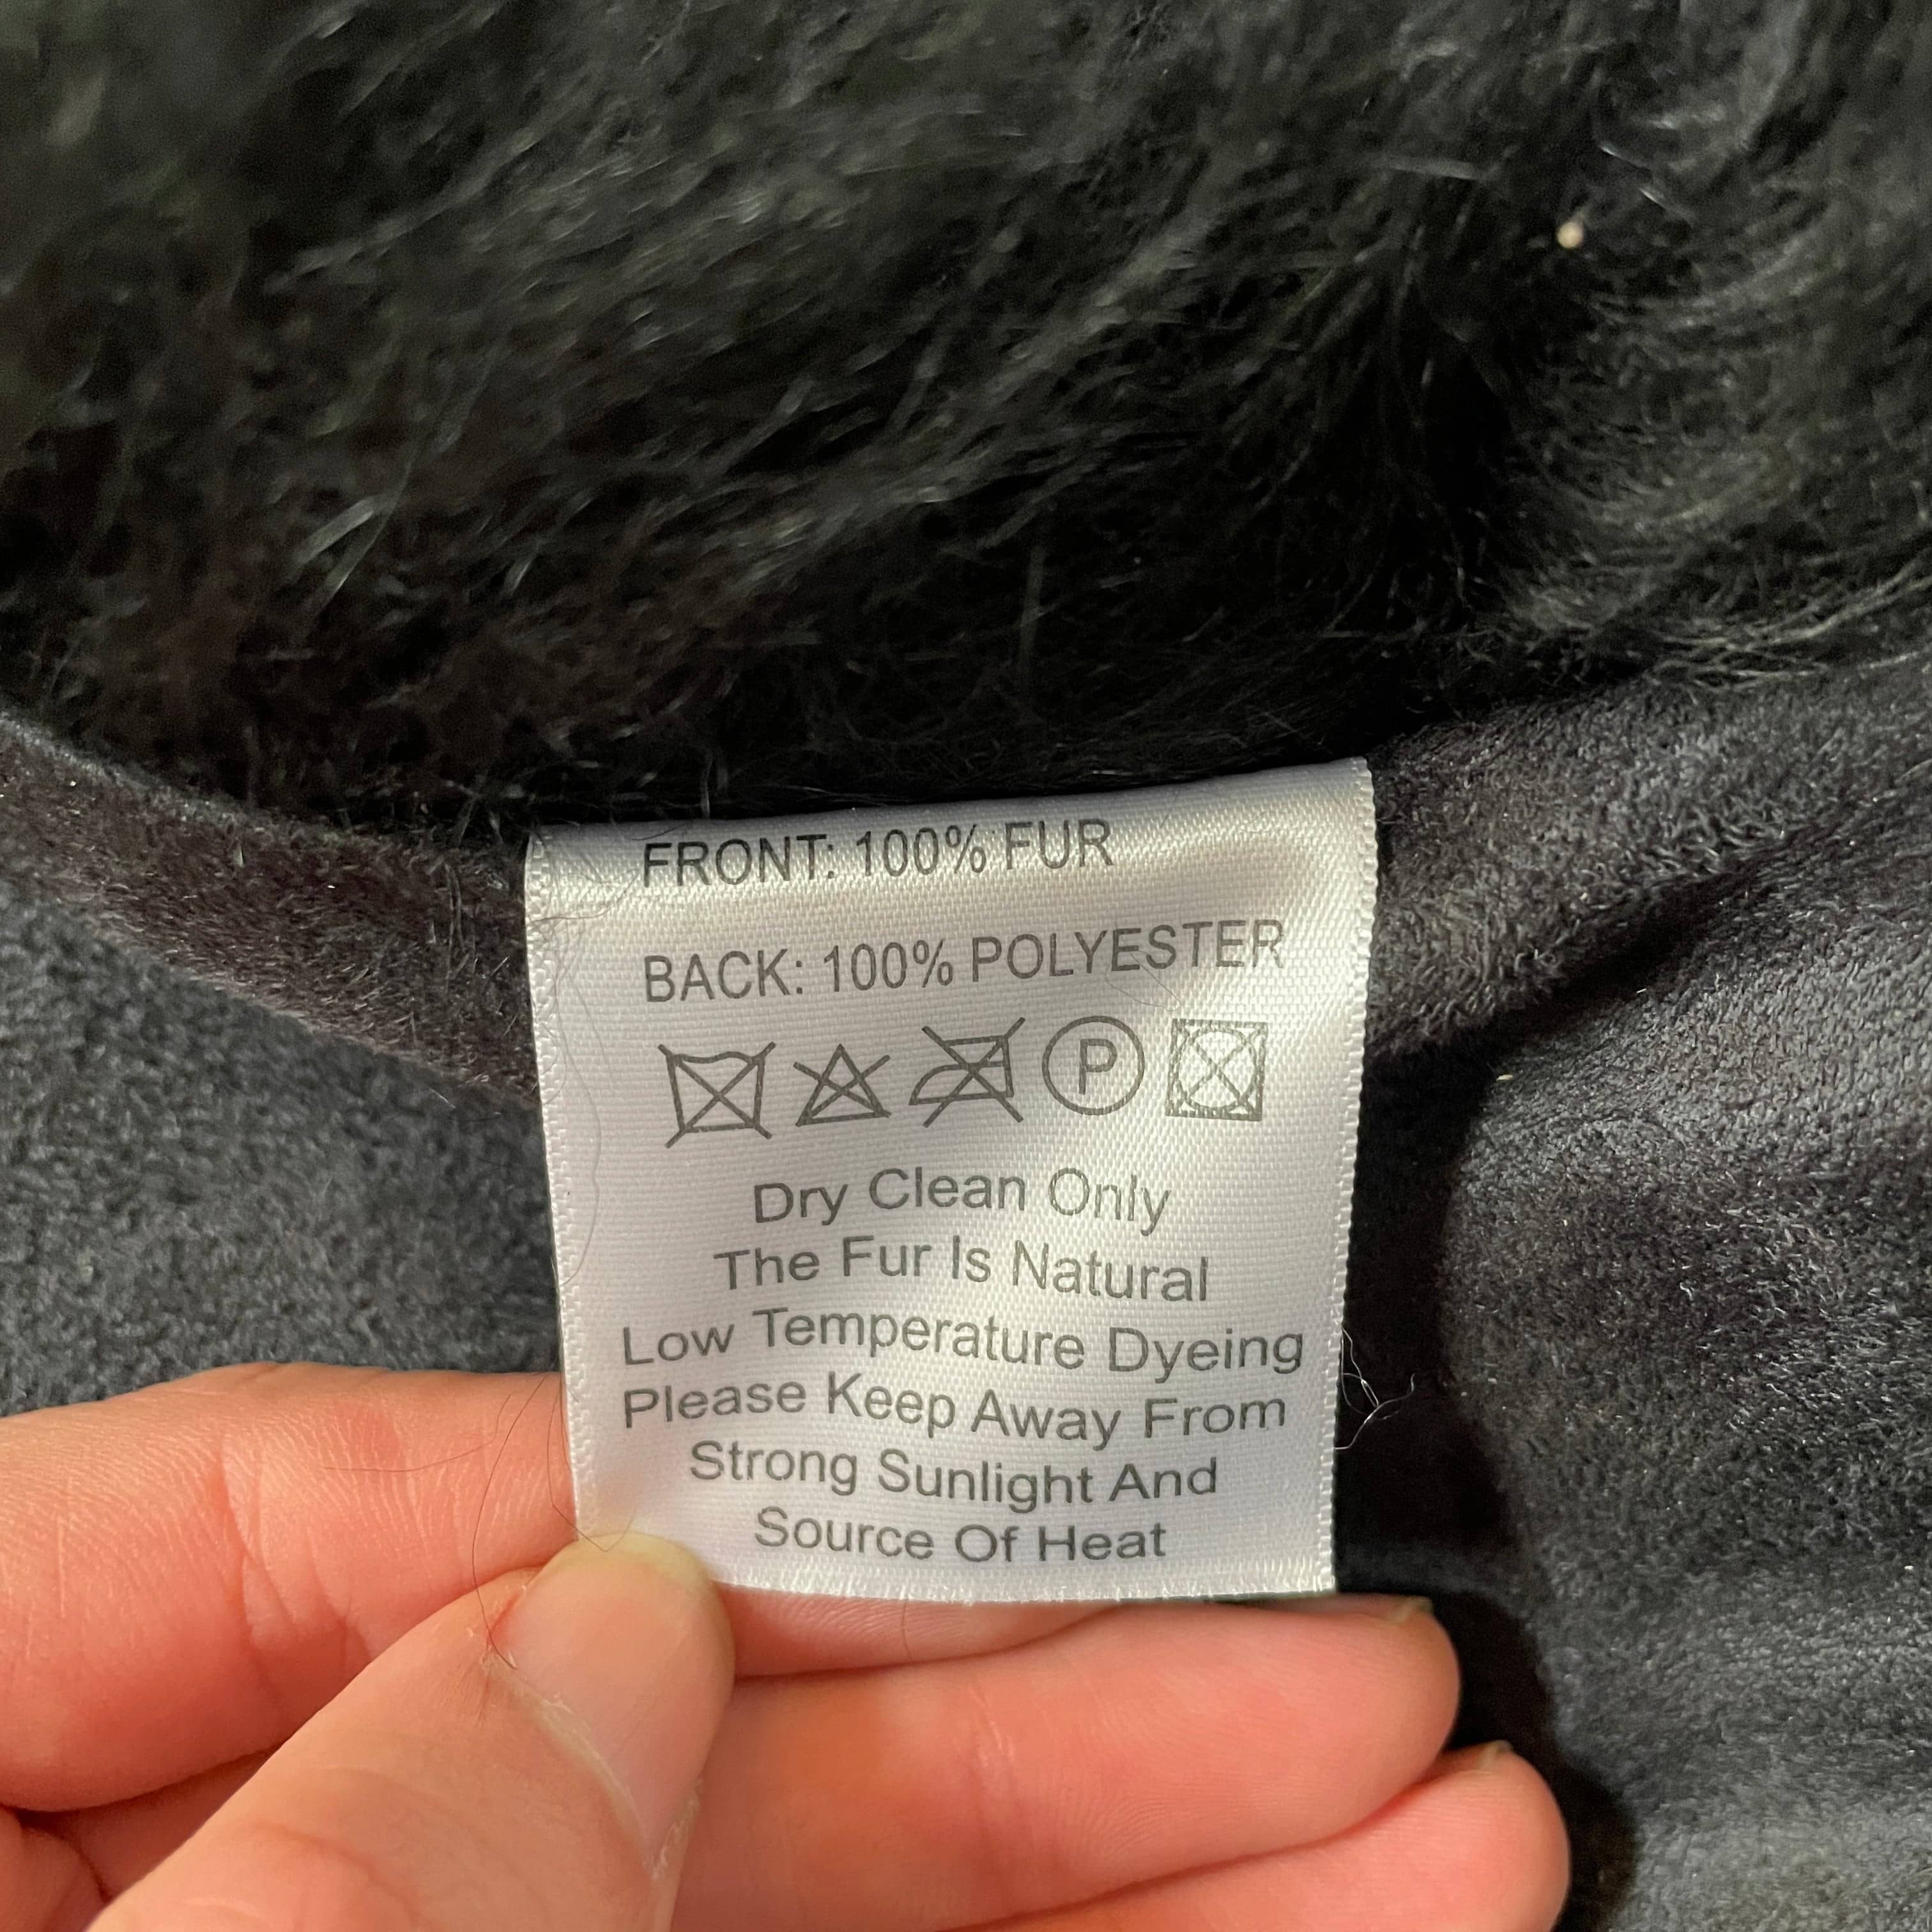 FRONT: 100% FUR
BACK: 100% POLYESTER
P
Dry Clean Only
The Fur Is Natural
Low Temperature Dyeing
Please Keep Away From
Strong Sunlight And
Source Of Heat